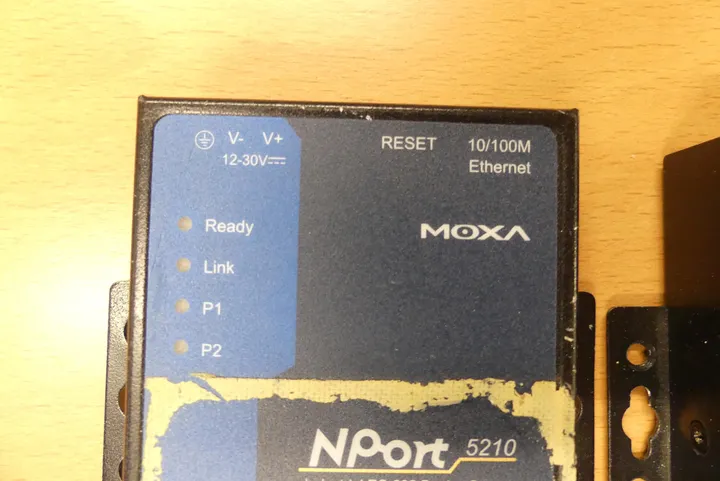 V- V+
12-30V
RESET
10/100M
Ethernet
Ready
MOXA
Link
P1
P2
NPort 5210